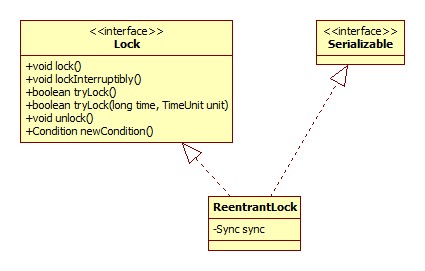 <<interface>>
Lock
+void lock()
+void lockInterruptibly()
+boolean tryLock()
+boolean tryLock(long time, TimeUnit unit)
+void unlock()
+Condition newCondition()
<<interface>>
Serializable
ReentrantLock
-Sync sync